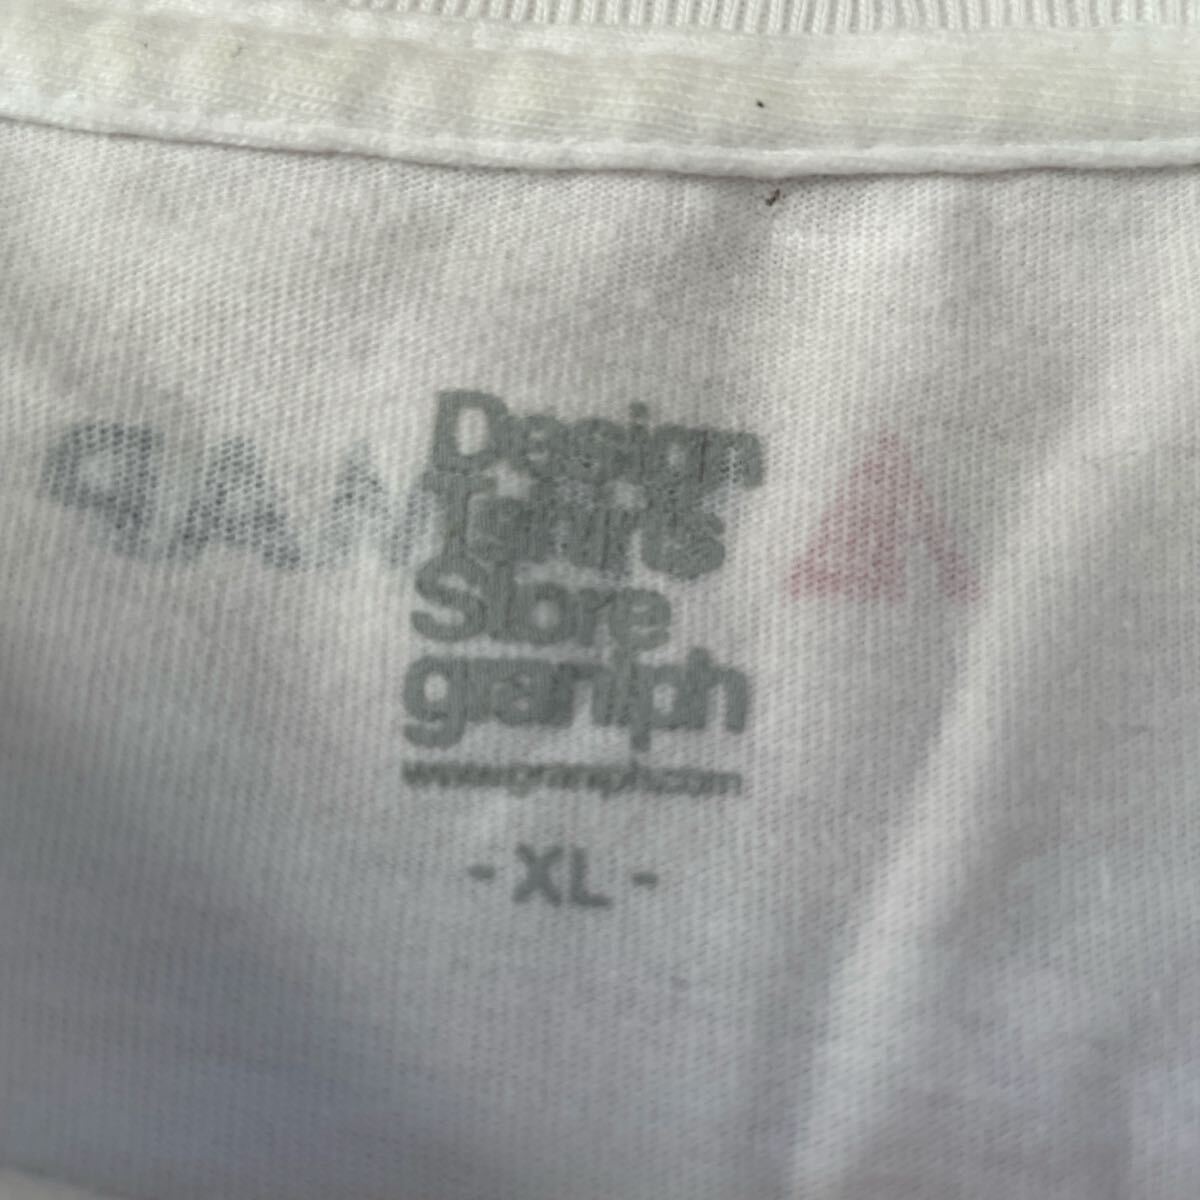 Design
Tshirts
Store
graniph
www.graniph.com
- XL -